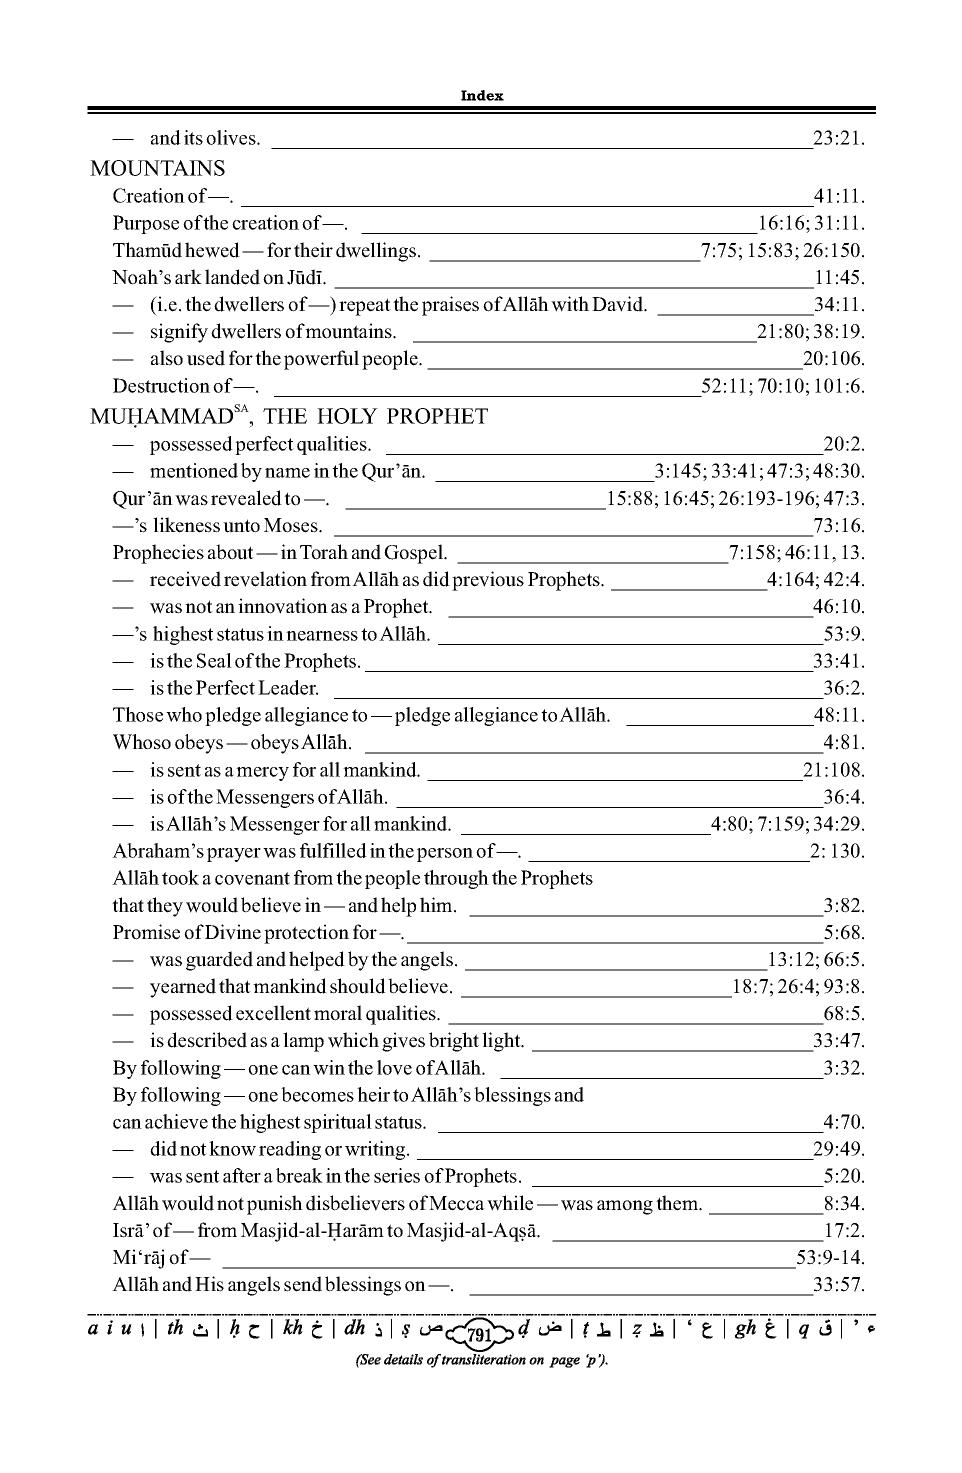 Index
— and its olives. 23:21.
MOUNTAINS
Creation of —. 41:11.
Purpose of the creation of —. 16:16; 31:11.
Thamūd hewed — for their dwellings. 7:75; 15:83; 26:150.
Noah’s ark landed on Jūdī. 11:45.
— (i.e. the dwellers of —) repeat the praises of Allāh with David. 34:11.
— signify dwellers of mountains. 21:80; 38:19.
— also used for the powerful people. 20:106.
Destruction of —. 52:11; 70:10; 101:6.
MUḤAMMADSA, THE HOLY PROPHET
— possessed perfect qualities. 20:2.
— mentioned by name in the Qur’ān. 3:145; 33:41; 47:3; 48:30.
Qur’ān was revealed to —. 15:88; 16:45; 26:193-196; 47:3.
—’s likeness unto Moses. 73:16.
Prophecies about — in Torah and Gospel. 7:158; 46:11, 13.
— received revelation from Allāh as did previous Prophets. 4:164; 42:4.
— was not an innovation as a Prophet. 46:10.
—’s highest status in nearness to Allāh. 53:9.
— is the Seal of the Prophets. 33:41.
— is the Perfect Leader. 36:2.
Those who pledge allegiance to — pledge allegiance to Allāh. 48:11.
Whoso obeys — obeys Allāh. 4:81.
— is sent as a mercy for all mankind. 21:108.
— is of the Messengers of Allāh. 36:4.
— is Allāh’s Messenger for all mankind. 4:80; 7:159; 34:29.
Abraham’s prayer was fulfilled in the person of —. 2: 130.
Allāh took a covenant from the people through the Prophets
that they would believe in — and help him. 3:82.
Promise of Divine protection for —. 5:68.
— was guarded and helped by the angels. 13:12; 66:5.
— yearned that mankind should believe. 18:7; 26:4; 93:8.
— possessed excellent moral qualities. 68:5.
— is described as a lamp which gives bright light. 33:47.
By following — one can win the love of Allāh. 3:32.
By following — one becomes heir to Allāh’s blessings and
can achieve the highest spiritual status. 4:70.
— did not know reading or writing. 29:49.
— was sent after a break in the series of Prophets. 5:20.
Allāh would not punish disbelievers of Mecca while — was among them. 8:34.
Isrā’ of — from Masjid-al-Ḥarām to Masjid-al-Aqṣā. 17:2.
Mi‘rāj of — 53:9-14.
Allāh and His angels send blessings on —. 33:57.
a i u ا | th ث | ḥ ح | kh خ | dh ذ | ṣ ص 791 ḍ ض | ṭ ط | ẓ ظ | ‘ ع | gh غ | q ق | ’ ء
(See details of transliteration on page ‘p’).